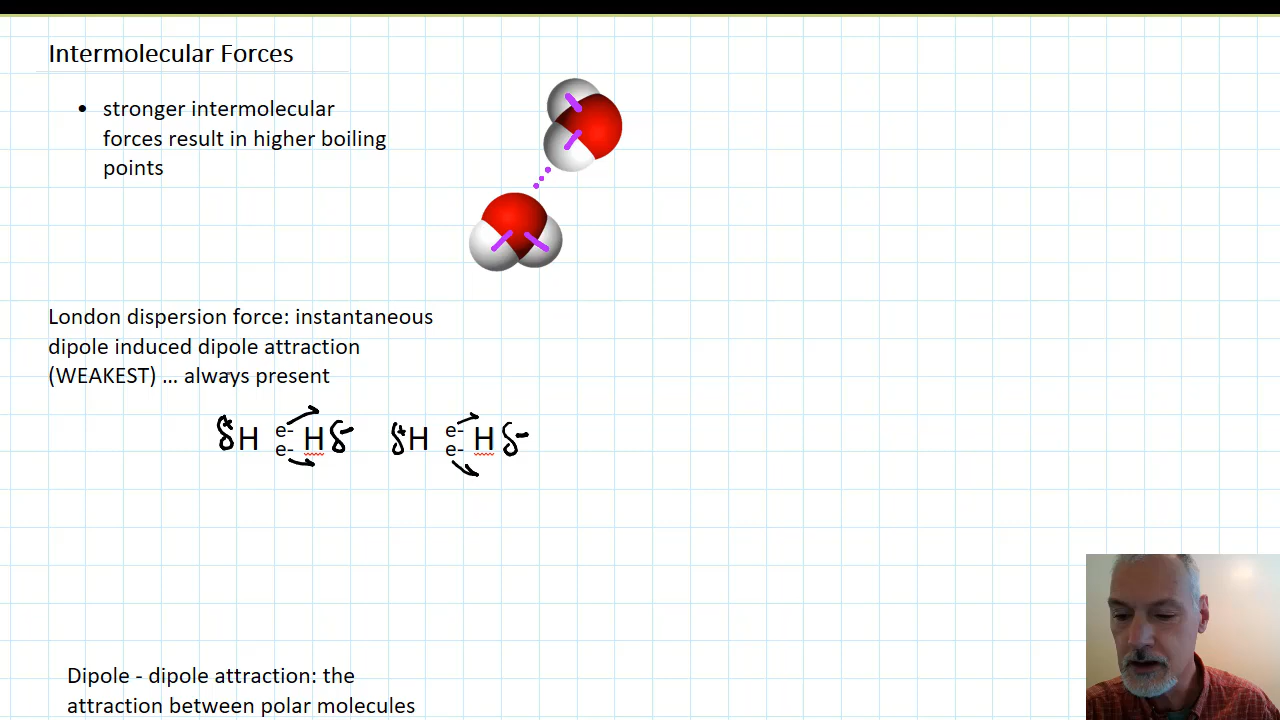 Intermolecular Forces
• stronger intermolecular
forces result in higher boiling
points
London dispersion force: instantaneous
dipole induced dipole attraction
(WEAKEST) ... always present
δ+ H e- H δ- δ+ H e- H δ-
e- e-
Dipole - dipole attraction: the
attraction between polar molecules